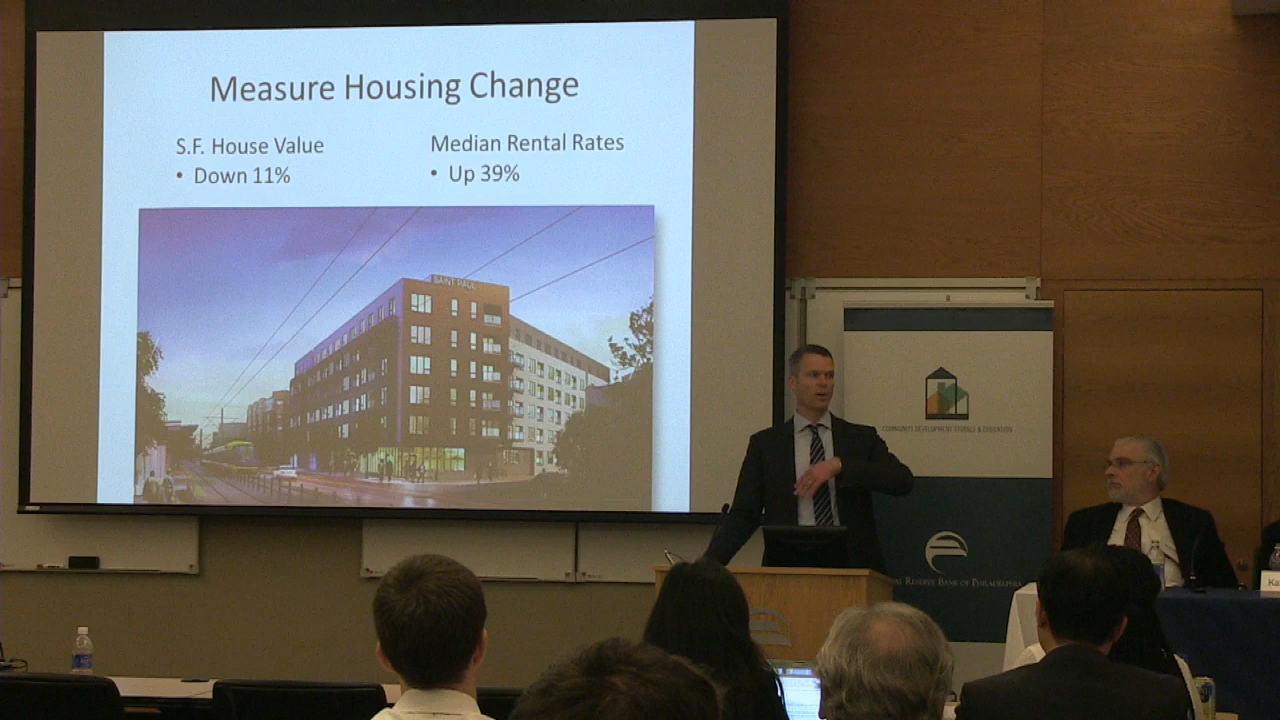 Measure Housing Change
S.F. House Value
• Down 11%
Median Rental Rates
• Up 39%
SAINT PAUL
COMMUNITY DEVELOPMENT STUDIES & EDUCATION
RESERVE BANK OF PHILADELPHIA
Ka